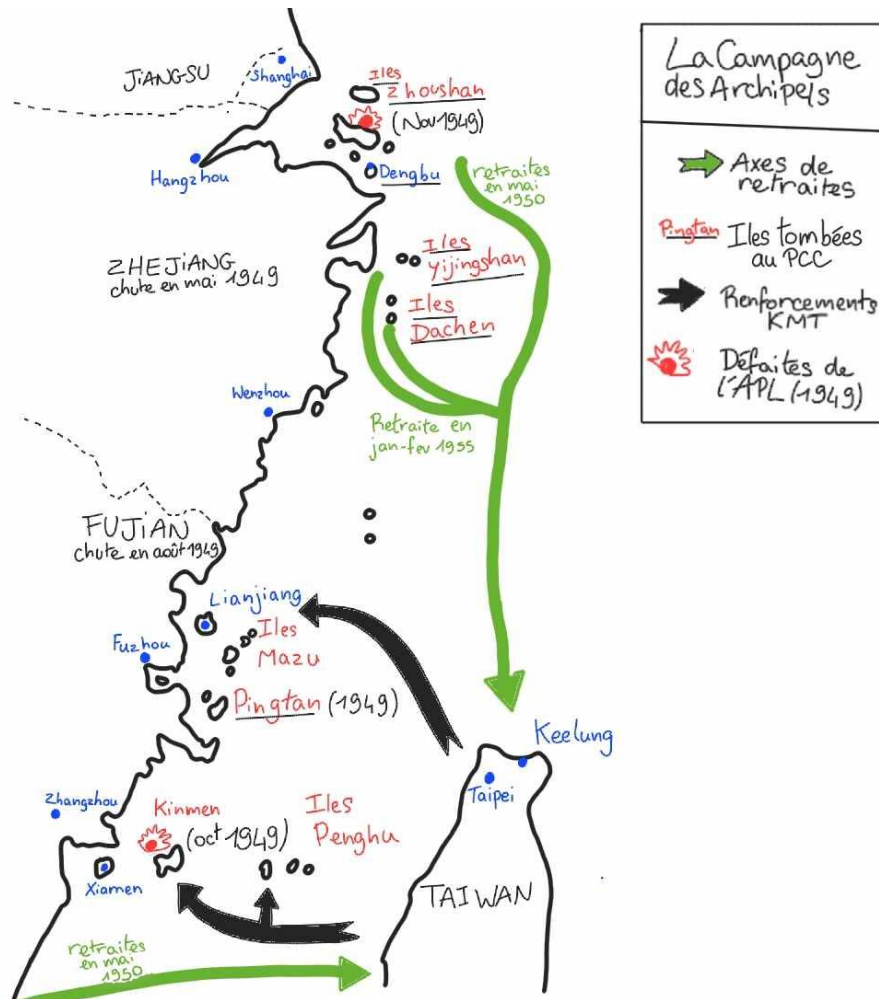 La Campagne
des Archipels
Axes de
retraites
Pingtan Iles tombées
au PCC
Renforcements
KMT
Défaites de
l'APL (1949)
JiANGSU
Shanghai
Iles
Zhoushan
(Nov 1949)
Hangzhou
Dengbu
retraites
en mai
1950
ZHEJiANG
chute en mai 1949
Iles
Yijingshan
Iles
Dachen
Wenzhou
Retraite en
jan-fev 1955
FUJiAN
chute en août 1949
Lianjiang
Iles
Mazu
Fuzhou
Pingtan (1949)
Keelung
Taipei
Zhangzhou
Kinmen
(oct 1949)
Iles
Penghu
Xiamen
TAIWAN
retraites
en mai
1950